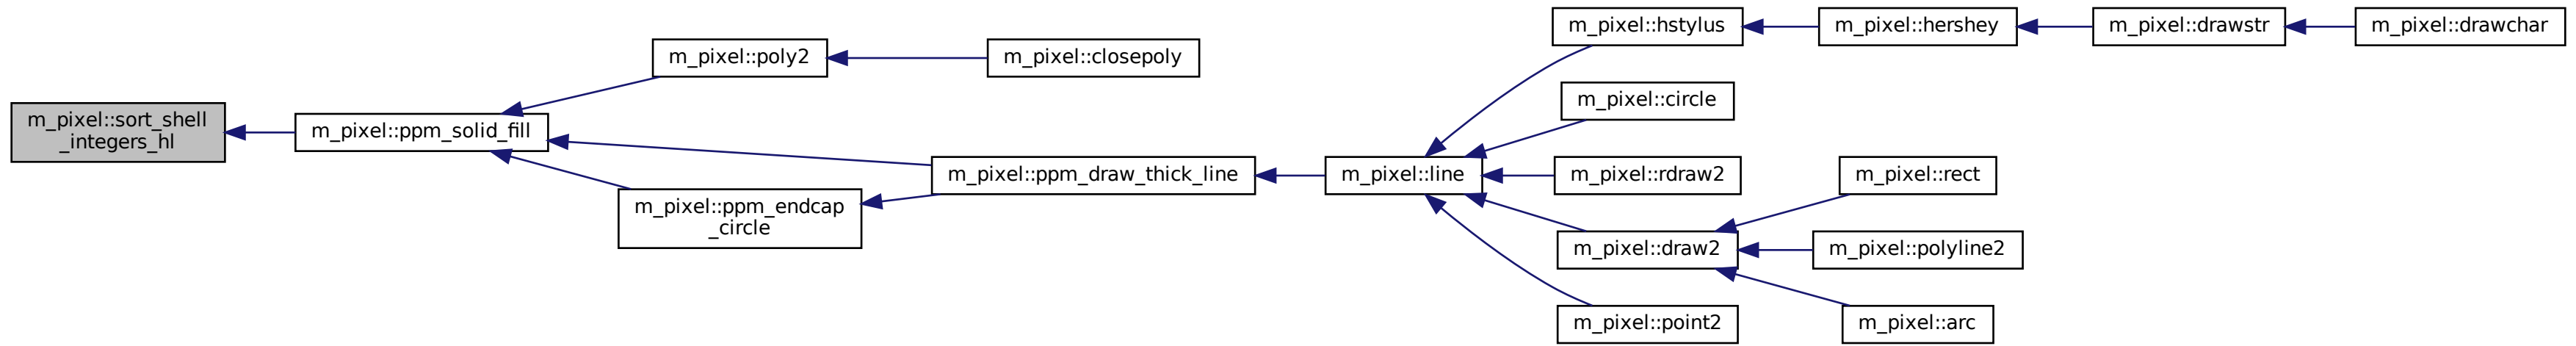 m_pixel::sort_shell
_integers_hl
m_pixel::ppm_solid_fill
m_pixel::poly2
m_pixel::closepoly
m_pixel::ppm_draw_thick_line
m_pixel::ppm_endcap
_circle
m_pixel::line
m_pixel::hstylus
m_pixel::hershey
m_pixel::drawstr
m_pixel::drawchar
m_pixel::circle
m_pixel::rdraw2
m_pixel::draw2
m_pixel::rect
m_pixel::polyline2
m_pixel::arc
m_pixel::point2